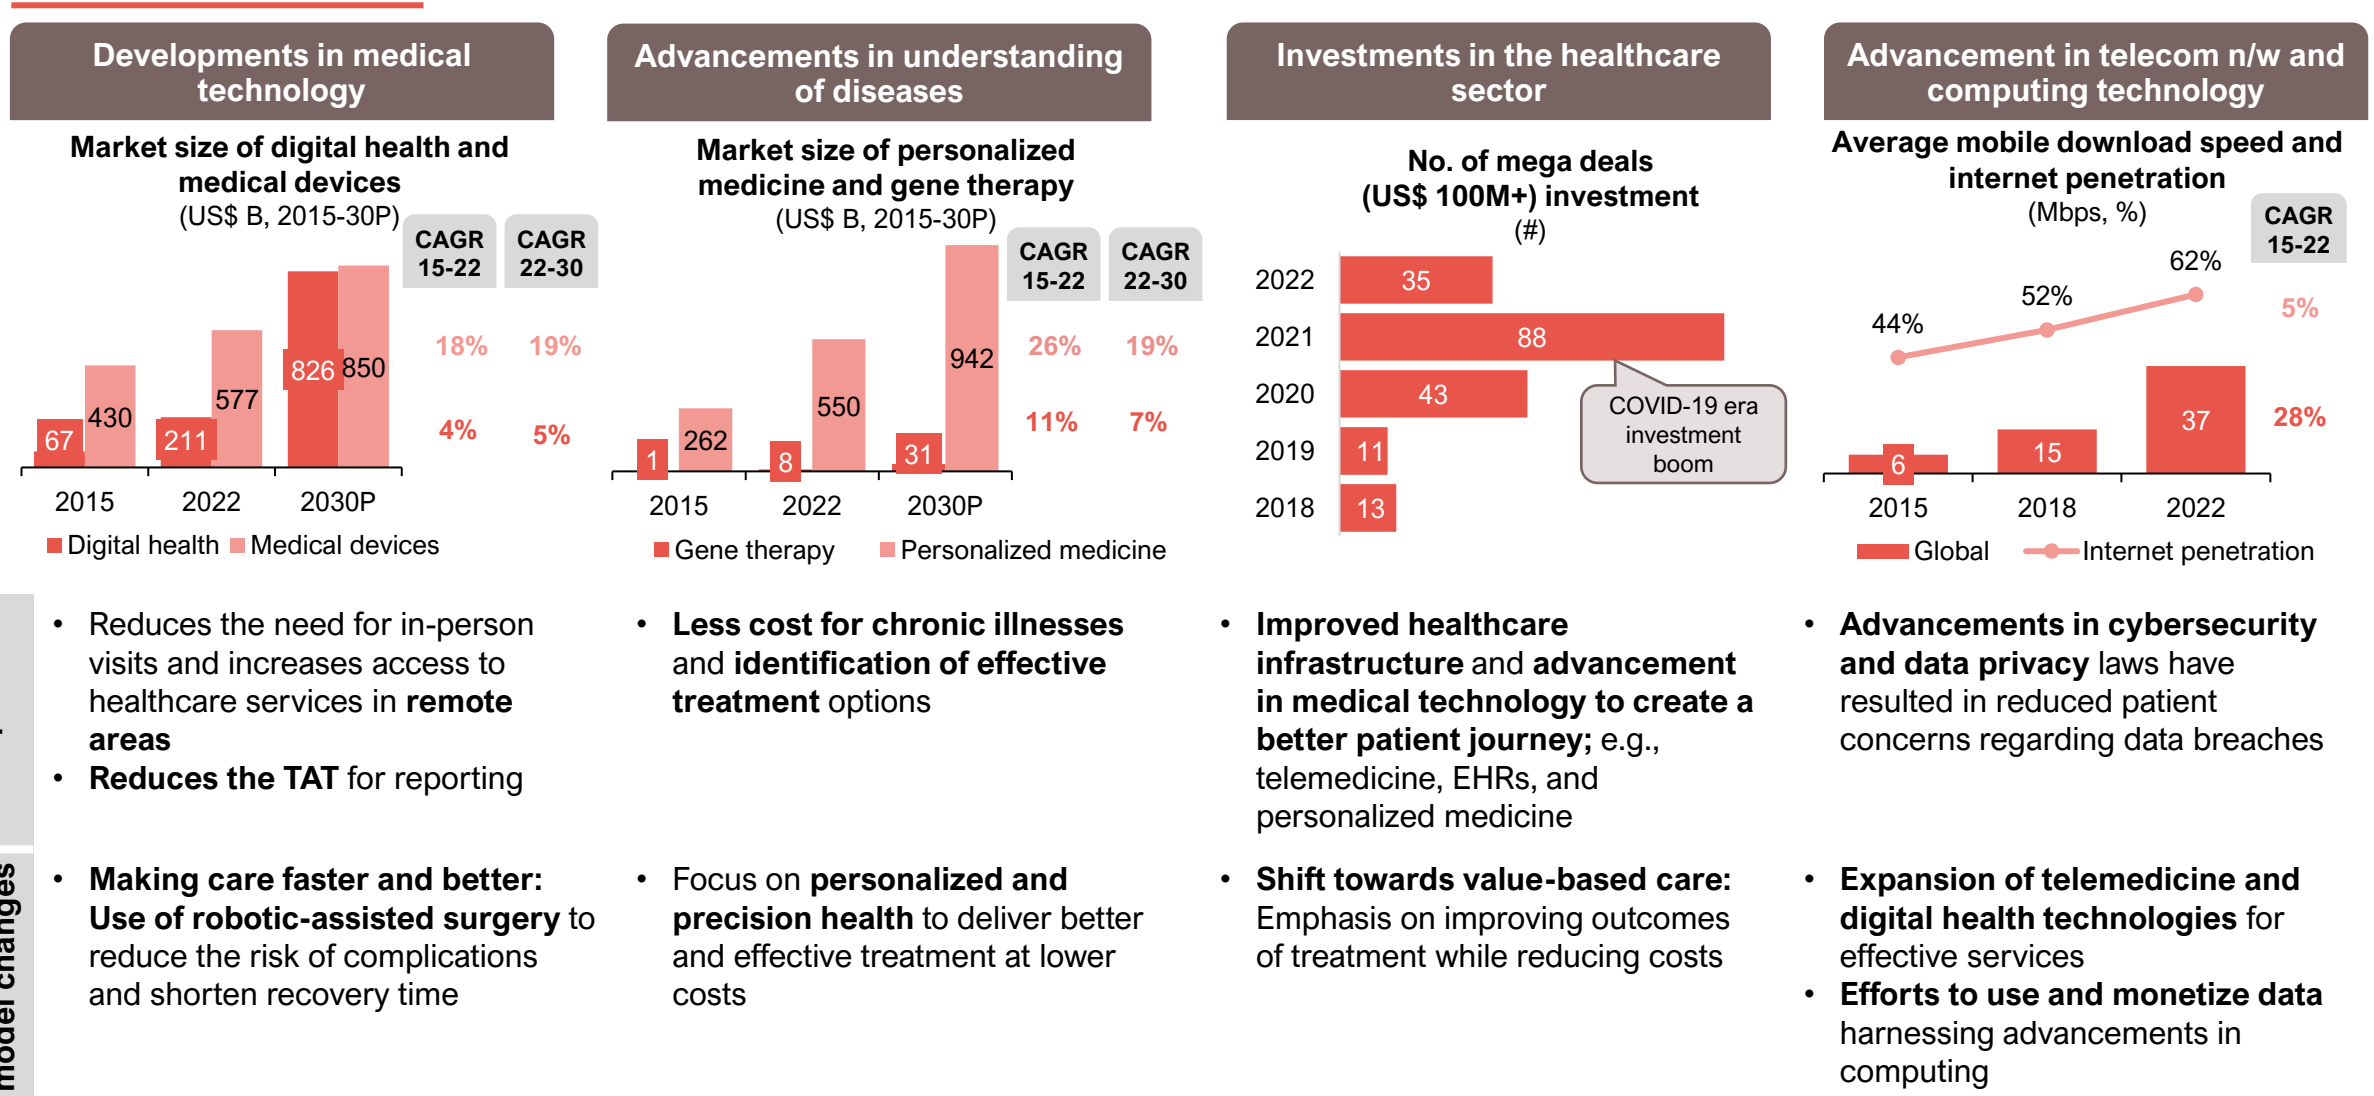 Developments in medical
technology
Market size of digital health and
medical devices
(US$ B, 2015-30P)
CAGR
15-22
CAGR
22-30
18%
19%
4%
5%
67
430
211
577
826
850
2015
2022
2030P
Digital health
Medical devices
Advancements in understanding
of diseases
Market size of personalized
medicine and gene therapy
(US$ B, 2015-30P)
CAGR
15-22
CAGR
22-30
26%
19%
11%
7%
1
262
8
550
31
942
2015
2022
2030P
Gene therapy
Personalized medicine
Investments in the healthcare
sector
No. of mega deals
(US$ 100M+) investment
(#)
2022
35
2021
88
2020
43
2019
11
2018
13
COVID-19 era
investment
boom
Advancement in telecom n/w and
computing technology
Average mobile download speed and
internet penetration
(Mbps, %)
CAGR
15-22
44%
52%
62%
5%
28%
6
15
37
2015
2018
2022
Global
Internet penetration
• Reduces the need for in-person
visits and increases access to
healthcare services in remote
areas
• Reduces the TAT for reporting
• Less cost for chronic illnesses
and identification of effective
treatment options
• Improved healthcare
infrastructure and advancement
in medical technology to create a
better patient journey; e.g.,
telemedicine, EHRs, and
personalized medicine
• Advancements in cybersecurity
and data privacy laws have
resulted in reduced patient
concerns regarding data breaches
model changes
• Making care faster and better:
Use of robotic-assisted surgery to
reduce the risk of complications
and shorten recovery time
• Focus on personalized and
precision health to deliver better
and effective treatment at lower
costs
• Shift towards value-based care:
Emphasis on improving outcomes
of treatment while reducing costs
• Expansion of telemedicine and
digital health technologies for
effective services
• Efforts to use and monetize data
harnessing advancements in
computing